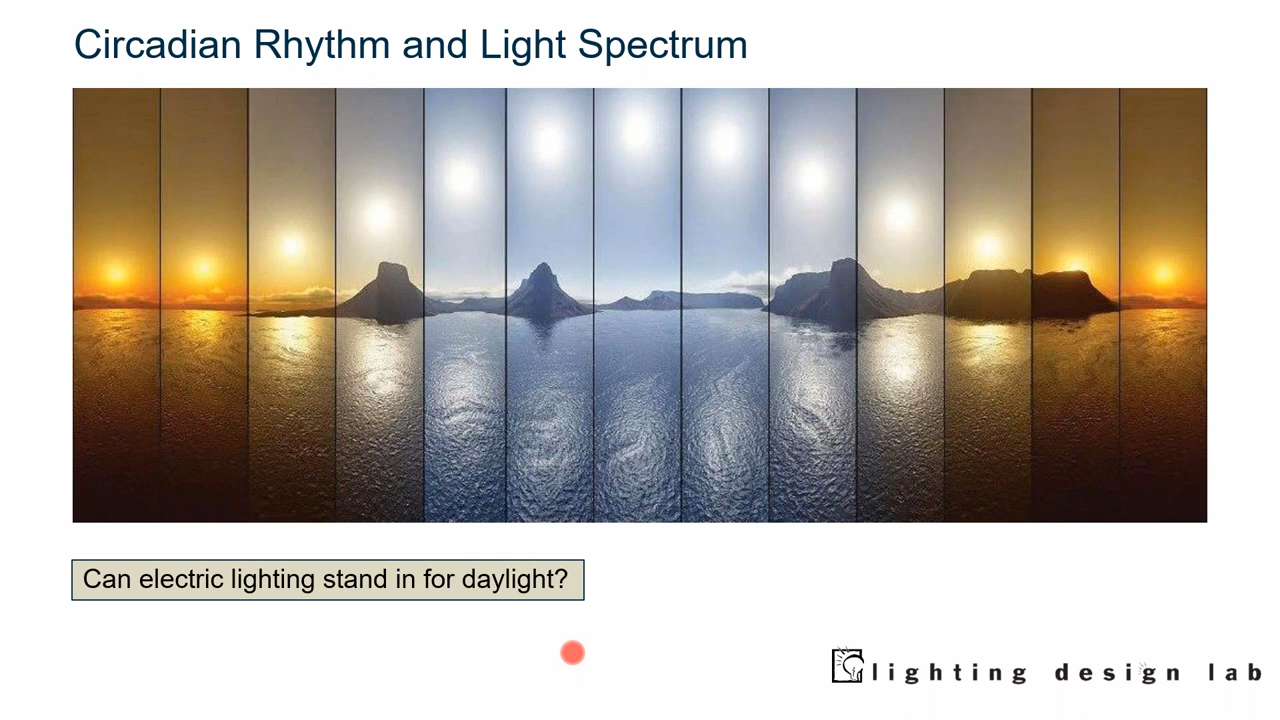 Circadian Rhythm and Light Spectrum
Can electric lighting stand in for daylight?
lighting design lab